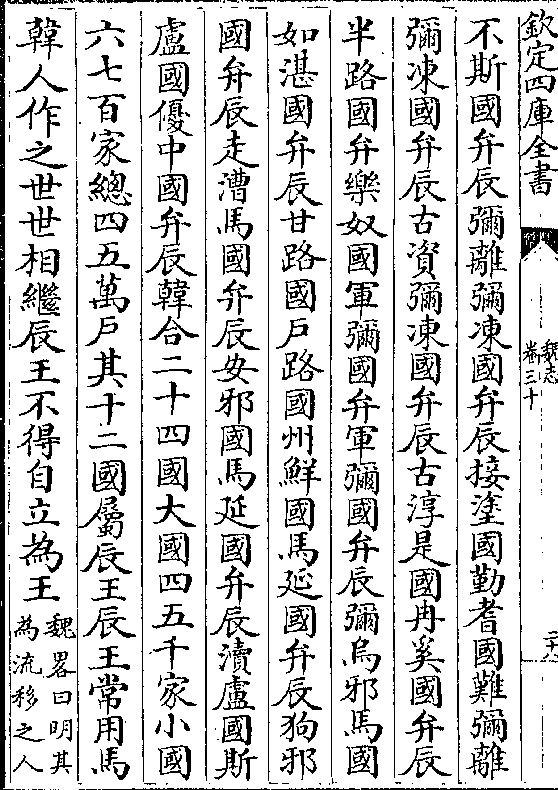 欽定四庫全書
魏志
卷三十
不斯國弁辰彌離彌凍國弁辰接塗國勤耆國難彌離
彌凍國弁辰古資彌凍國弁辰古淳是國冉奚國弁辰
半路國弁樂奴國軍彌國弁軍彌國弁辰彌烏邪馬國
如湛國弁辰甘路國戶路國州鮮國馬延國弁辰狗邪
國弁辰走漕馬國弁辰安邪國馬延國弁辰瀆盧國斯
盧國優中國弁辰韓合二十四國大國四五千家小國
六七百家總四五萬戶其十二國屬辰王辰王常用馬
韓人作之世世相繼辰王不得自立為王
魏畧曰明其
為流移之人